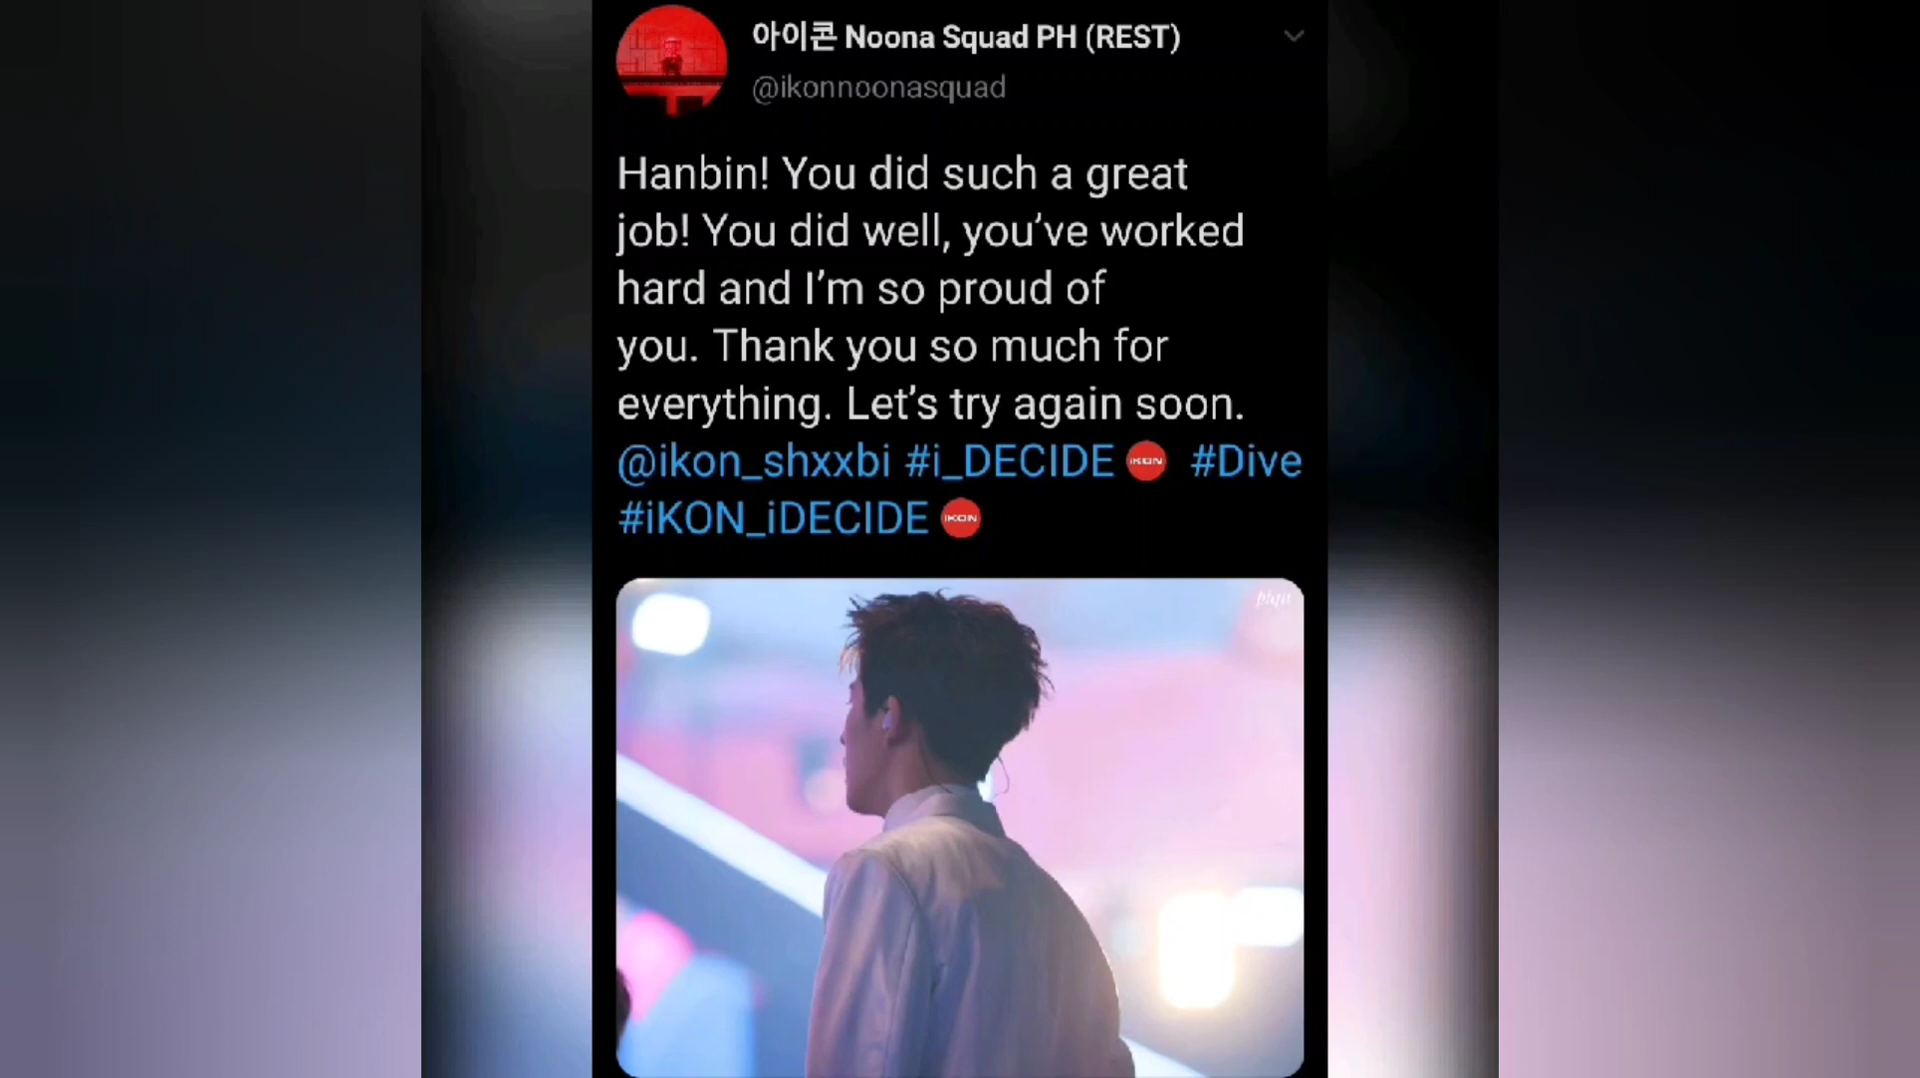 아이콘 Noona Squad PH (REST)
@ikonnoonasquad
Hanbin! You did such a great
job! You did well, you’ve worked
hard and I’m so proud of
you. Thank you so much for
everything. Let’s try again soon.
@ikon_shxxbi #i_DECIDE iKON #Dive
#iKON_iDECIDE iKON